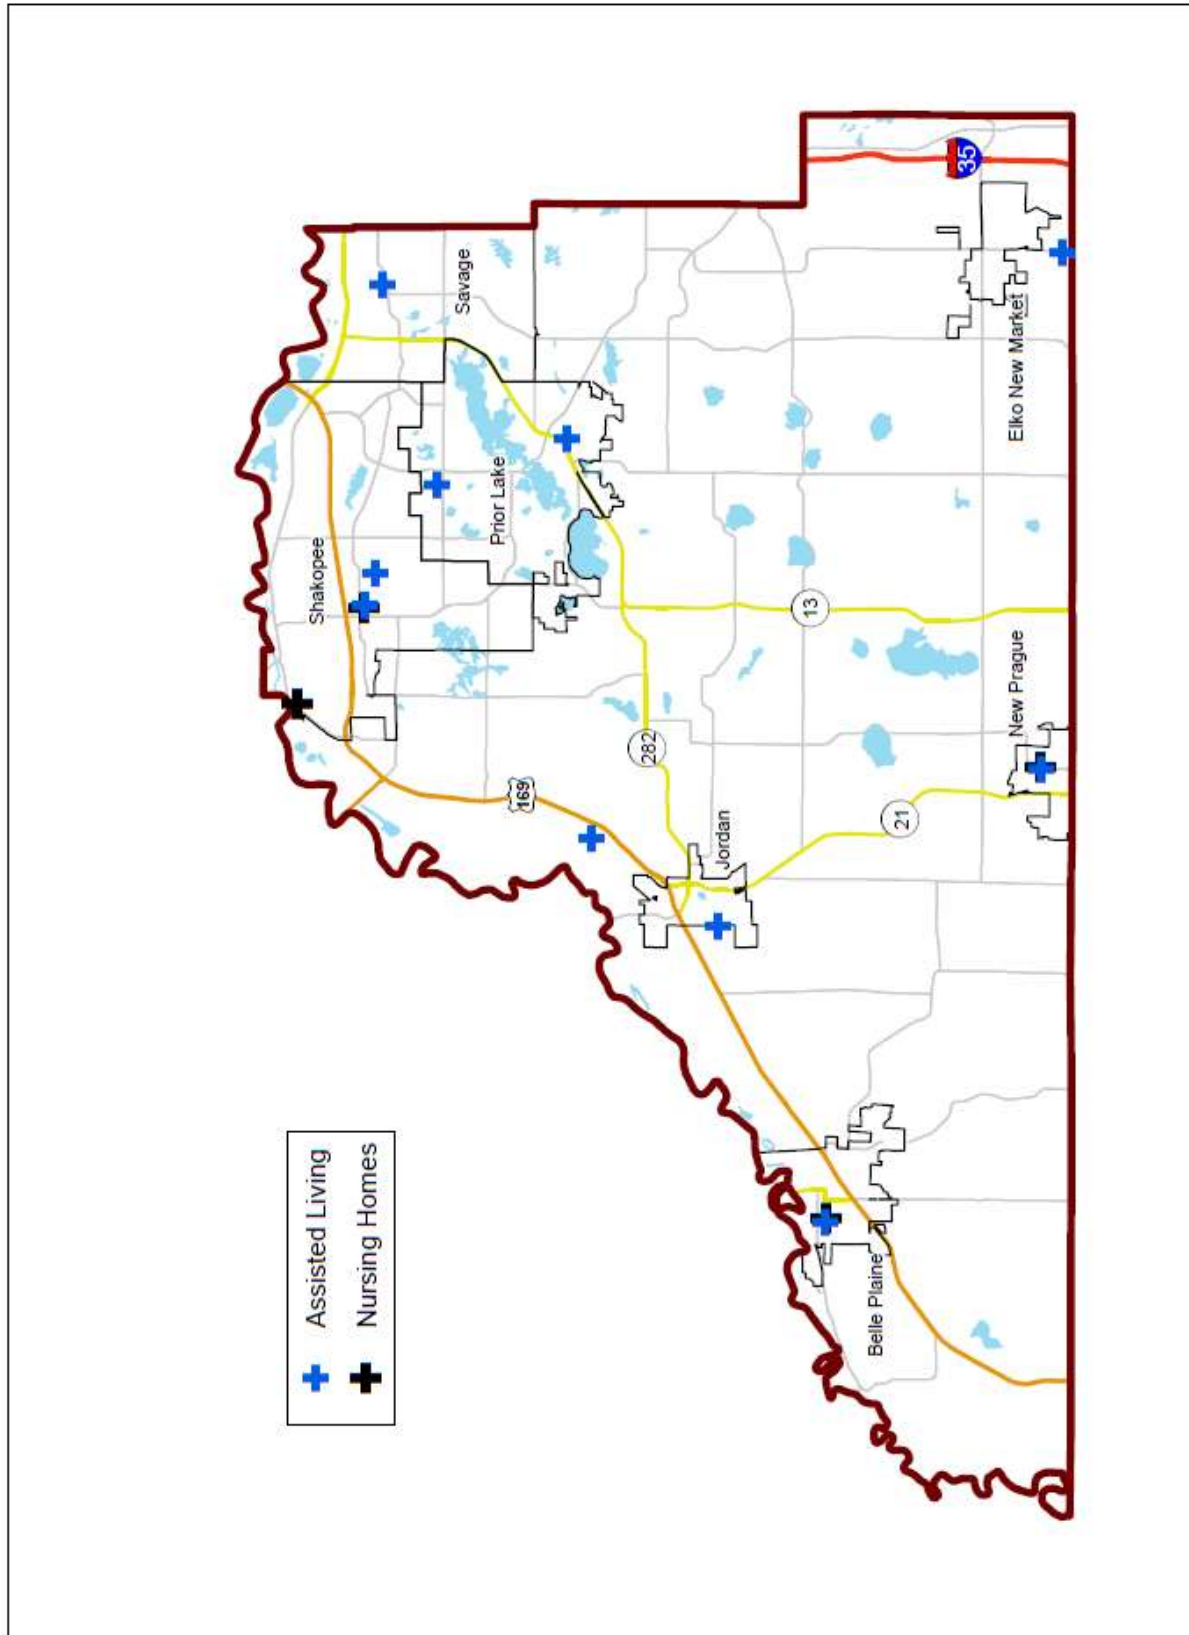 Shakopee
Savage
Prior Lake
169
282
Jordan
13
21
New Prague
Elko New Market
35
Belle Plaine
Assisted Living
Nursing Homes